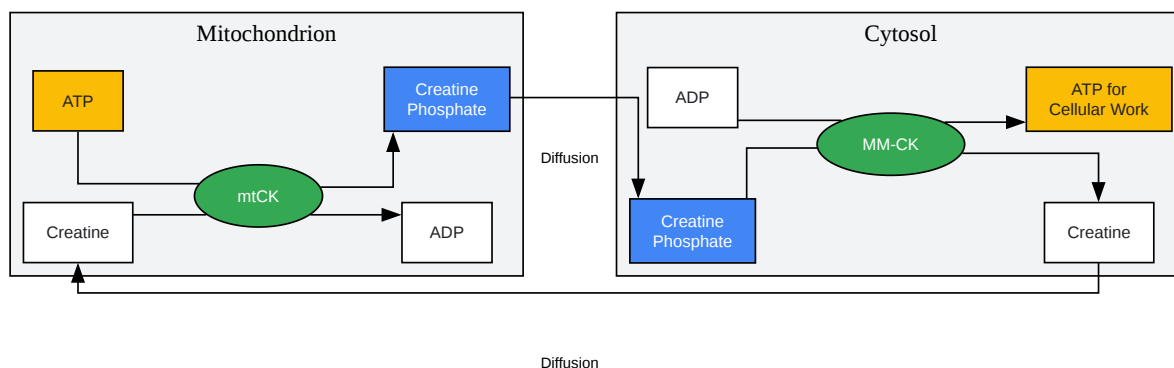 Mitochondrion
ATP
Creatine
Phosphate
mtCK
Creatine
ADP
Diffusion
Cytosol
ADP
ATP for
Cellular Work
MM-CK
Creatine
Phosphate
Creatine
Diffusion